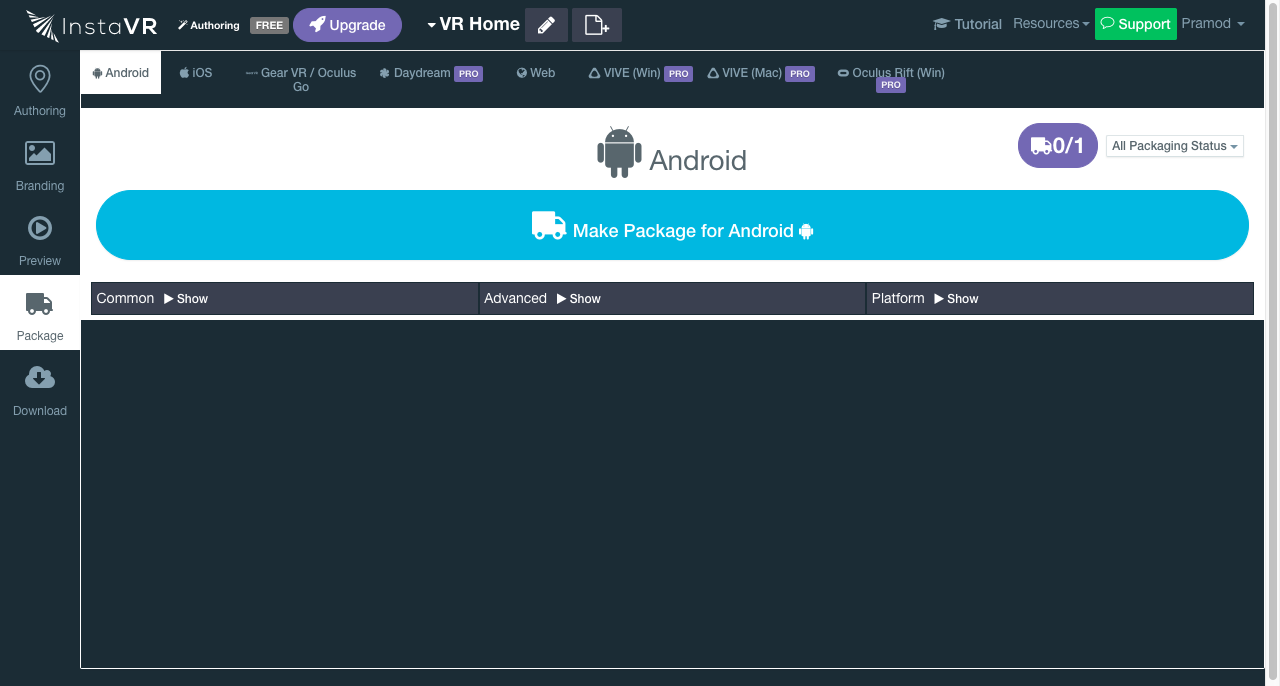 InstaVR Authoring FREE Upgrade VR Home Tutorial Resources Support Pramod
Android iOS Gear VR / Oculus Go Daydream PRO Web VIVE (Win) PRO VIVE (Mac) PRO Oculus Rift (Win) PRO
Authoring
Branding
Preview
Package
Download
Android
0/1 All Packaging Status
Make Package for Android
Common Show Advanced Show Platform Show